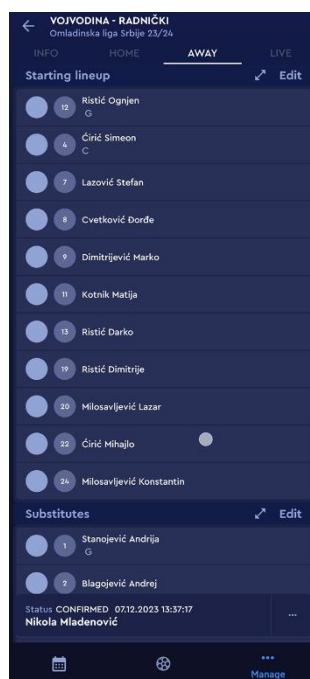 VOJVODINA - RADNIČKI
Omladinska liga Srbije 23/24
INFO HOME AWAY LIVE
Starting lineup Edit
12 Ristić Ognjen
G
4 Ćirić Simeon
C
7 Lazović Stefan
8 Cvetković Đorđe
9 Dimitrijević Marko
11 Kotnik Matija
13 Ristić Darko
19 Ristić Dimitrije
20 Milosavljević Lazar
22 Ćirić Mihajlo
24 Milosavljević Konstantin
Substitutes Edit
1 Stanojević Andrija
G
2 Blagojević Andrej
Status CONFIRMED 07.12.2023 13:37:17
Nikola Mladenović
Manage